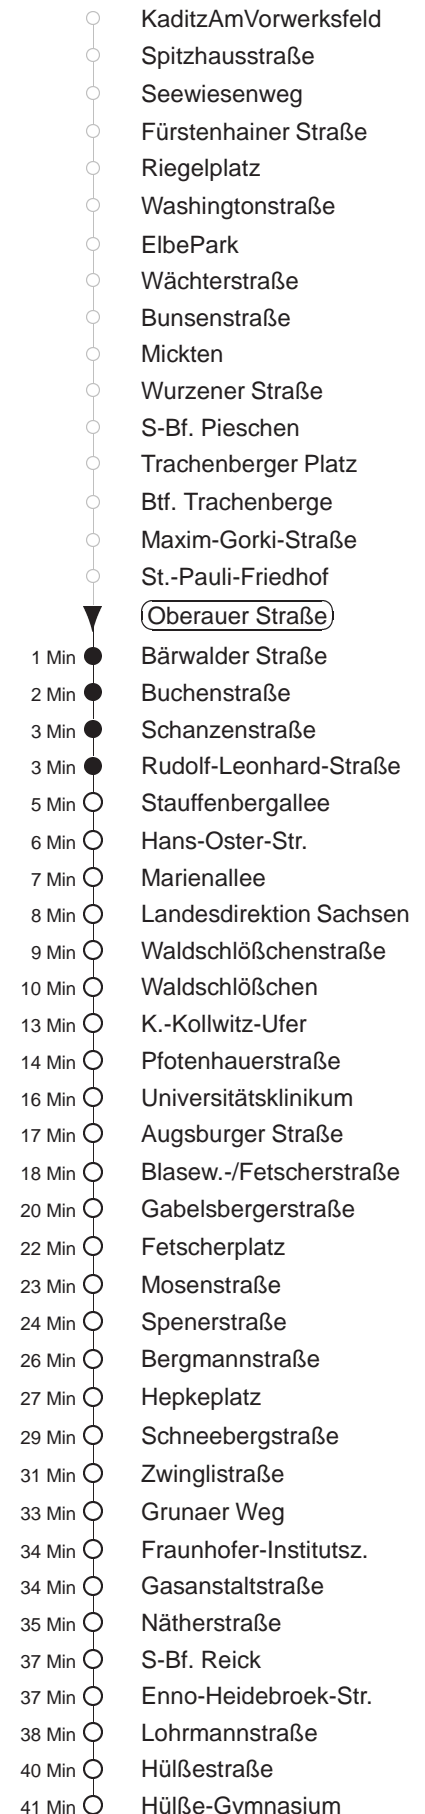 KaditzAmVorwerksfeld
Spitzhausstraße
Seewiesenweg
Fürstenhainer Straße
Riegelplatz
Washingtonstraße
ElbePark
Wächterstraße
Bunsenstraße
Mickten
Wurzener Straße
S-Bf. Pieschen
Trachenberger Platz
Btf. Trachenberge
Maxim-Gorki-Straße
St.-Pauli-Friedhof
Oberauer Straße
1 Min Bärwalder Straße
2 Min Buchenstraße
3 Min Schanzenstraße
3 Min Rudolf-Leonhard-Straße
5 Min Stauffenbergallee
6 Min Hans-Oster-Str.
7 Min Marienallee
8 Min Landesdirektion Sachsen
9 Min Waldschlößchenstraße
10 Min Waldschlößchen
13 Min K.-Kollwitz-Ufer
14 Min Pfotenhauerstraße
16 Min Universitätsklinikum
17 Min Augsburger Straße
18 Min Blasew.-/Fetscherstraße
20 Min Gabelsbergerstraße
22 Min Fetscherplatz
23 Min Mosenstraße
24 Min Spenerstraße
26 Min Bergmannstraße
27 Min Hepkeplatz
29 Min Schneebergstraße
31 Min Zwinglistraße
33 Min Grunaer Weg
34 Min Fraunhofer-Institutsz.
34 Min Gasanstaltstraße
35 Min Nätherstraße
37 Min S-Bf. Reick
37 Min Enno-Heidebroek-Str.
38 Min Lohrmannstraße
40 Min Hülßestraße
41 Min Hülße-Gymnasium